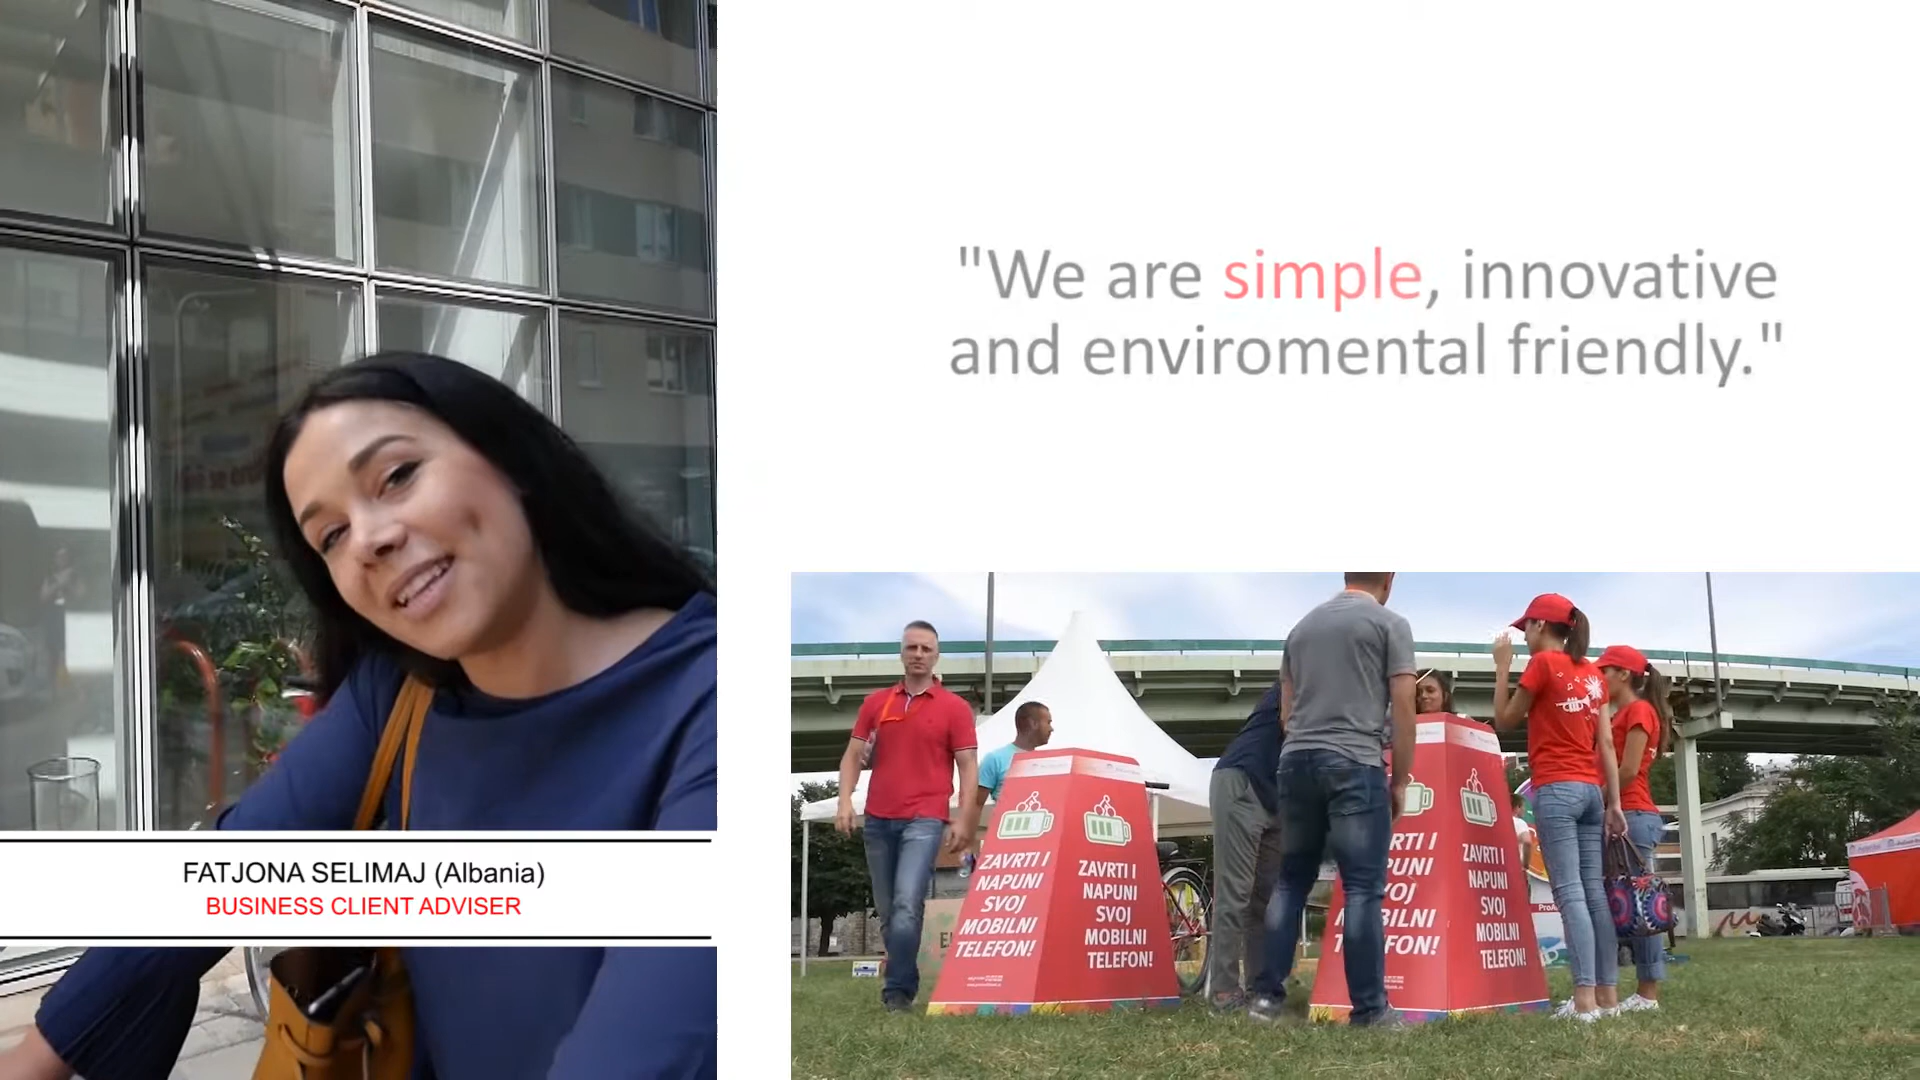 "We are simple, innovative
and enviromental friendly."
FATJONA SELIMAJ (Albania)
BUSINESS CLIENT ADVISER
ZAVRTI I
NAPUNI
SVOJ
MOBILNI
TELEFON!
ZAVRTI I
NAPUNI
SVOJ
MOBILNI
TELEFON!
ZAVRTI I
NAPUNI
SVOJ
MOBILNI
TELEFON!